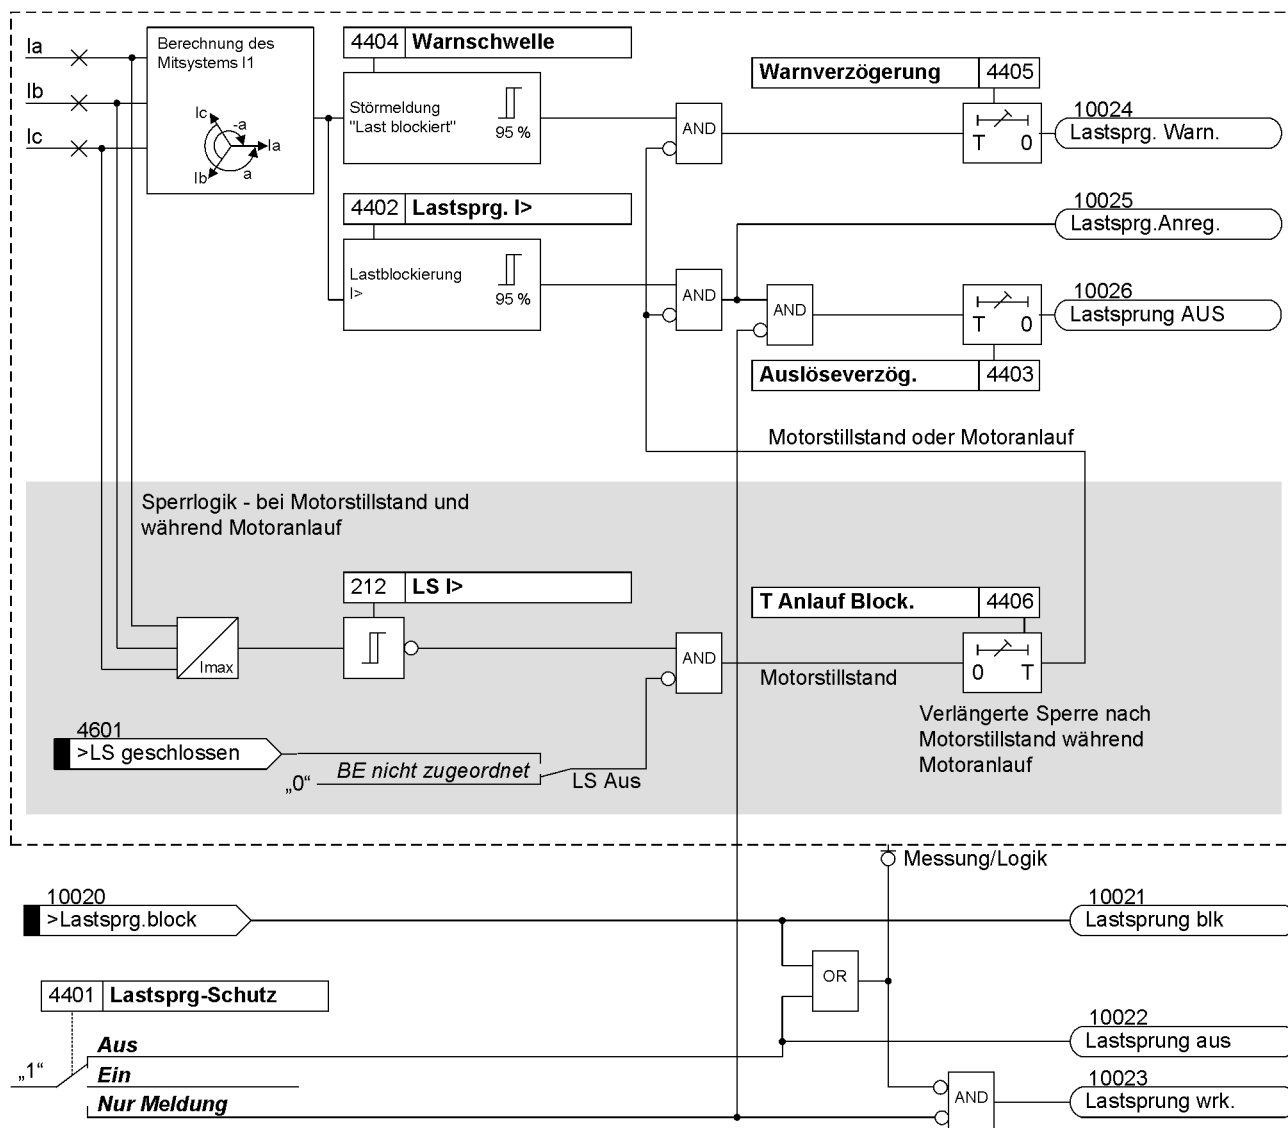 Ia
Ib
Ic
Berechnung des
Mitsystems I1
Ic
-a
Ia
Ib
a
4404 Warnschwelle
Störmeldung
"Last blockiert"
95 %
4402 Lastsprg. I>
Lastblockierung
I>
95 %
AND
AND
AND
Warnverzögerung 4405
T 0
10024
Lastsprg. Warn.
10025
Lastsprg.Anreg.
10026
Lastsprung AUS
T 0
Auslöseverzög. 4403
Motorstillstand oder Motoranlauf
Sperrlogik - bei Motorstillstand und
während Motoranlauf
212 LS I>
Imax
AND
Motorstillstand
T Anlauf Block. 4406
0 T
Verlängerte Sperre nach
Motorstillstand während
Motoranlauf
4601
>LS geschlossen
„0“
BE nicht zugeordnet
LS Aus
Messung/Logik
10020
>Lastsprg.block
10021
Lastsprung blk
OR
4401 Lastsprg-Schutz
„1“
Aus
Ein
Nur Meldung
10022
Lastsprung aus
AND
10023
Lastsprung wrk.